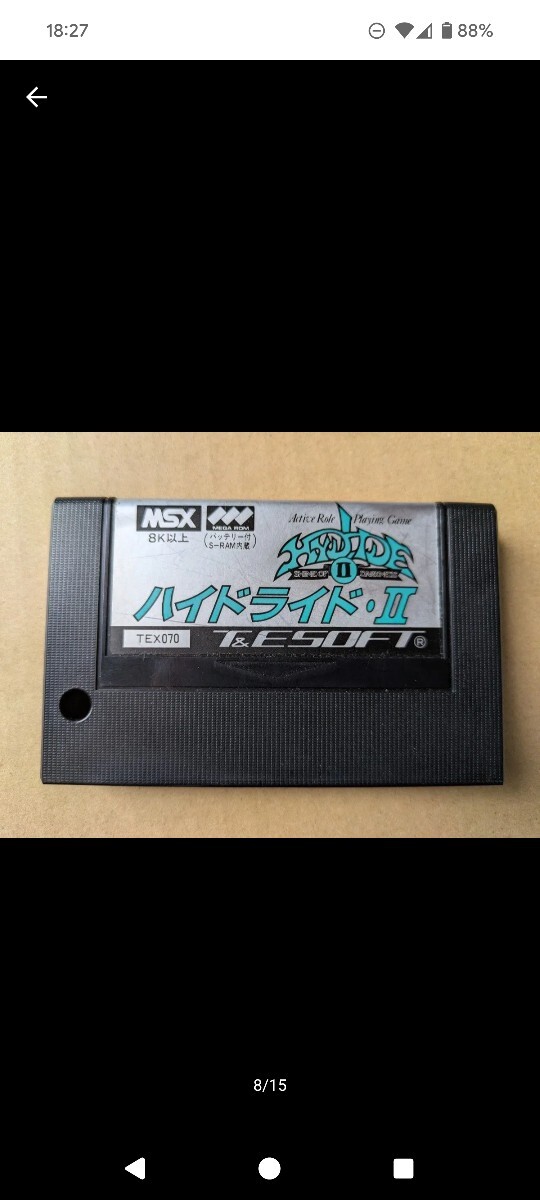 18:27
88%
MSX
8K以上
MEGA ROM
(バッテリー付
S-RAM内蔵)
Active Role Playing Game
HYDLIDE
II
SHINE OF DARKNESS
ハイドライド・II
TEX070
T&ESOFT®
8/15